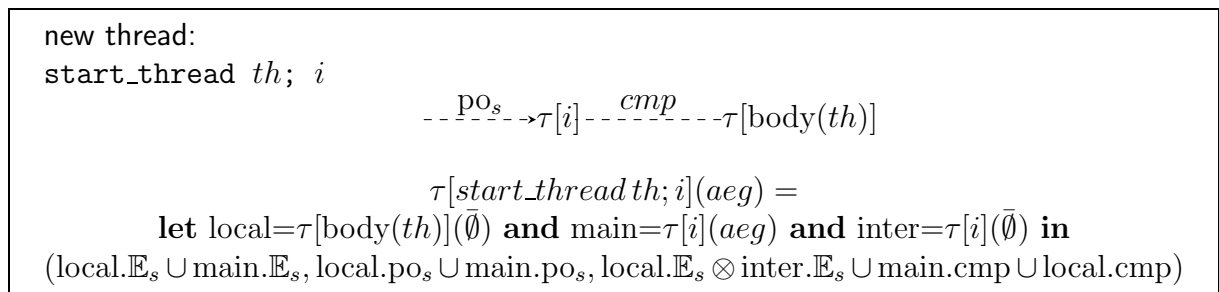 new thread:
start_thread th; i
po_s τ[i] cmp τ[body(th)]
τ[start_thread th; i](aeg) =
let local=τ[body(th)](∅̄) and main=τ[i](aeg) and inter=τ[i](∅̄) in
(local.𝔼_s ∪ main.𝔼_s, local.po_s ∪ main.po_s, local.𝔼_s ⊗ inter.𝔼_s ∪ main.cmp ∪ local.cmp)